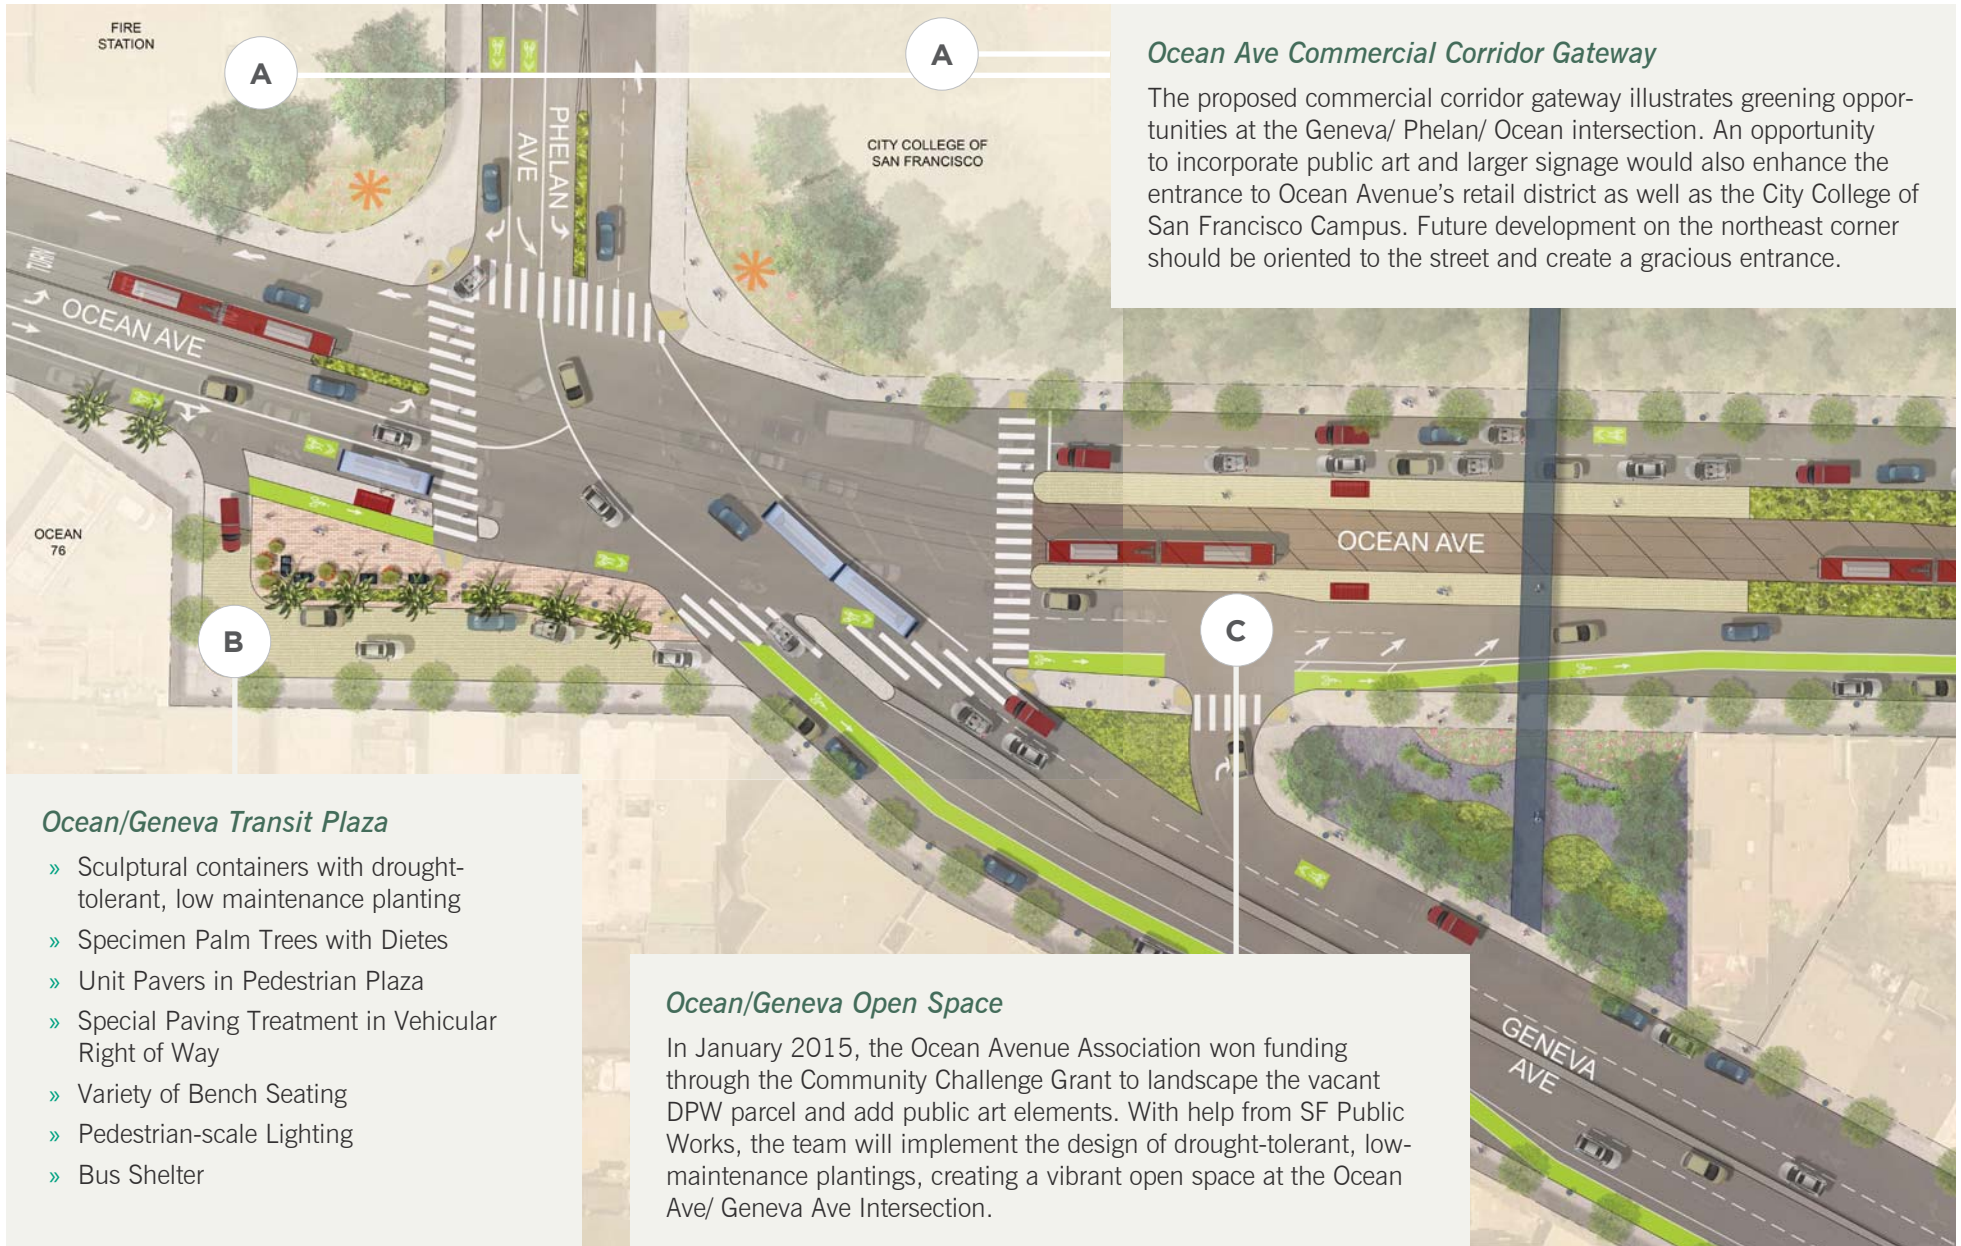 FIRE
STATION
A
A
Ocean Ave Commercial Corridor Gateway
The proposed commercial corridor gateway illustrates greening oppor-
tunities at the Geneva/ Phelan/ Ocean intersection. An opportunity
to incorporate public art and larger signage would also enhance the
entrance to Ocean Avenue's retail district as well as the City College of
San Francisco Campus. Future development on the northeast corner
should be oriented to the street and create a gracious entrance.
PHELAN
AVE
CITY COLLEGE OF
SAN FRANCISCO
TURN
OCEAN AVE
OCEAN
76
OCEAN AVE
B
C
Ocean/Geneva Transit Plaza
» Sculptural containers with drought-
tolerant, low maintenance planting
» Specimen Palm Trees with Dietes
» Unit Pavers in Pedestrian Plaza
» Special Paving Treatment in Vehicular
Right of Way
» Variety of Bench Seating
» Pedestrian-scale Lighting
» Bus Shelter
Ocean/Geneva Open Space
In January 2015, the Ocean Avenue Association won funding
through the Community Challenge Grant to landscape the vacant
DPW parcel and add public art elements. With help from SF Public
Works, the team will implement the design of drought-tolerant, low-
maintenance plantings, creating a vibrant open space at the Ocean
Ave/ Geneva Ave Intersection.
GENEVA
AVE